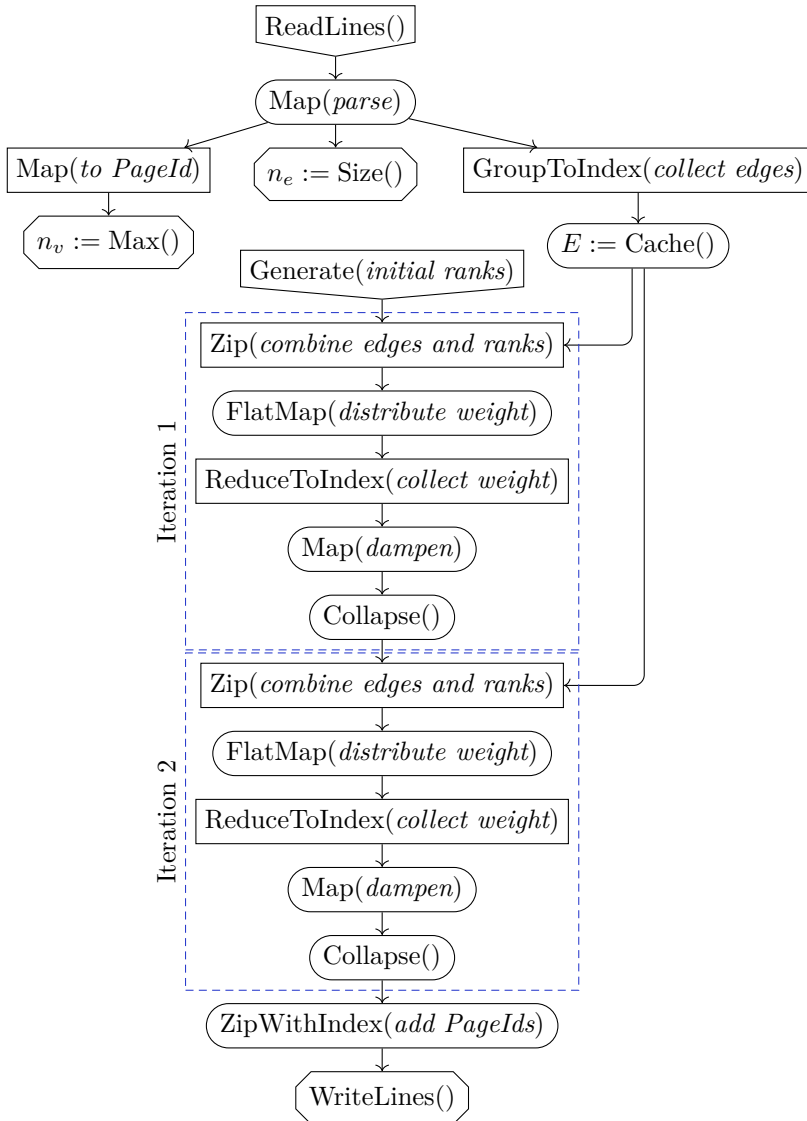 ReadLines()
Map(parse)
Map(to PageId)
n_e := Size()
GroupToIndex(collect edges)
n_v := Max()
E := Cache()
Generate(initial ranks)
Iteration 1
Zip(combine edges and ranks)
FlatMap(distribute weight)
ReduceToIndex(collect weight)
Map(dampen)
Collapse()
Iteration 2
Zip(combine edges and ranks)
FlatMap(distribute weight)
ReduceToIndex(collect weight)
Map(dampen)
Collapse()
ZipWithIndex(add PageIds)
WriteLines()